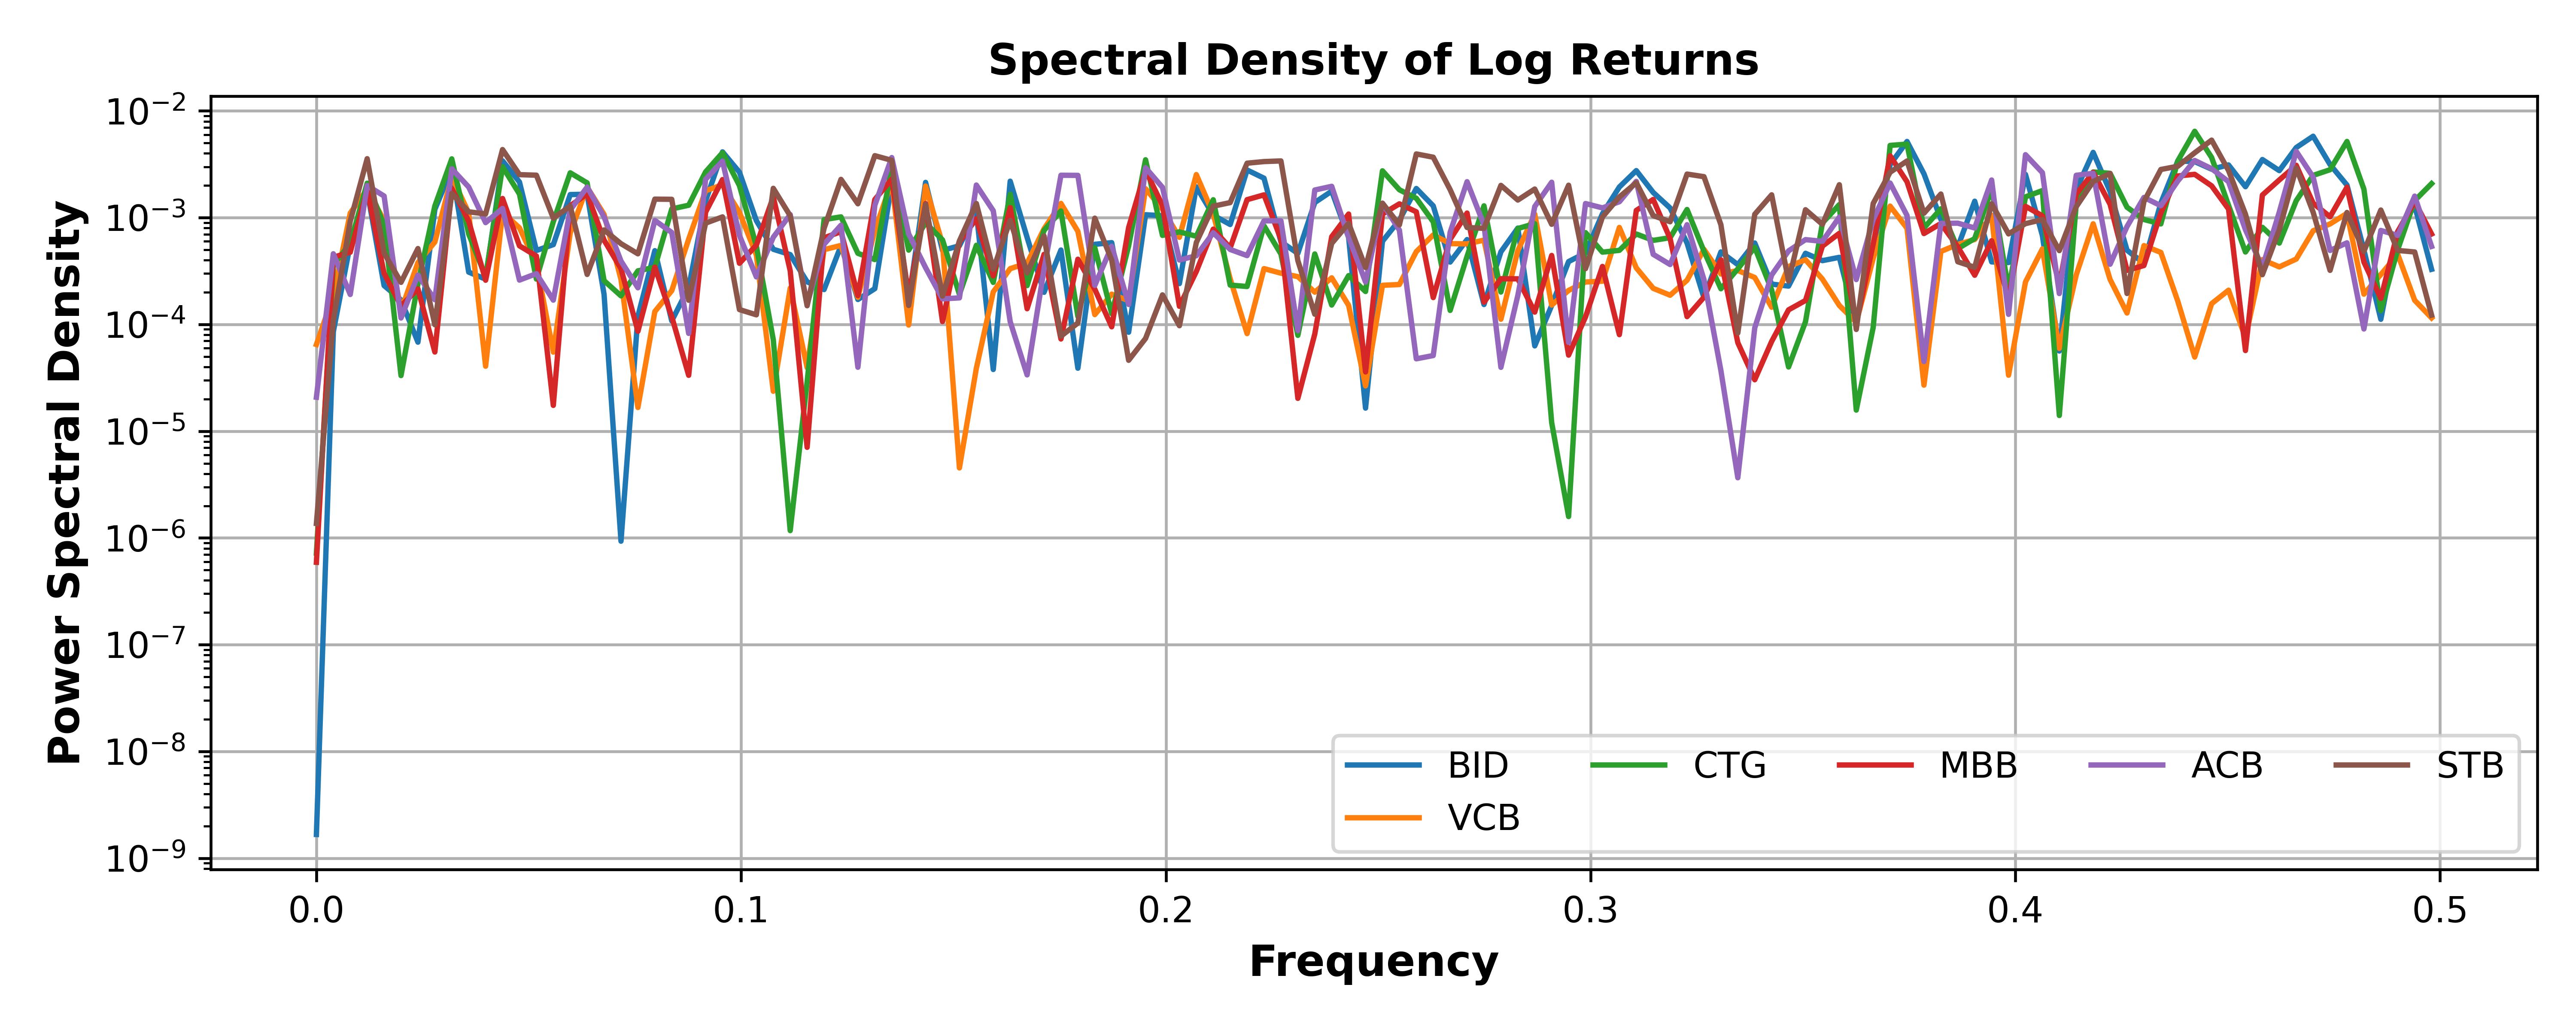 Spectral Density of Log Returns
Power Spectral Density
10⁻²
10⁻³
10⁻⁴
10⁻⁵
10⁻⁶
10⁻⁷
10⁻⁸
10⁻⁹
BID CTG MBB ACB STB
VCB
0.0 0.1 0.2 0.3 0.4 0.5
Frequency